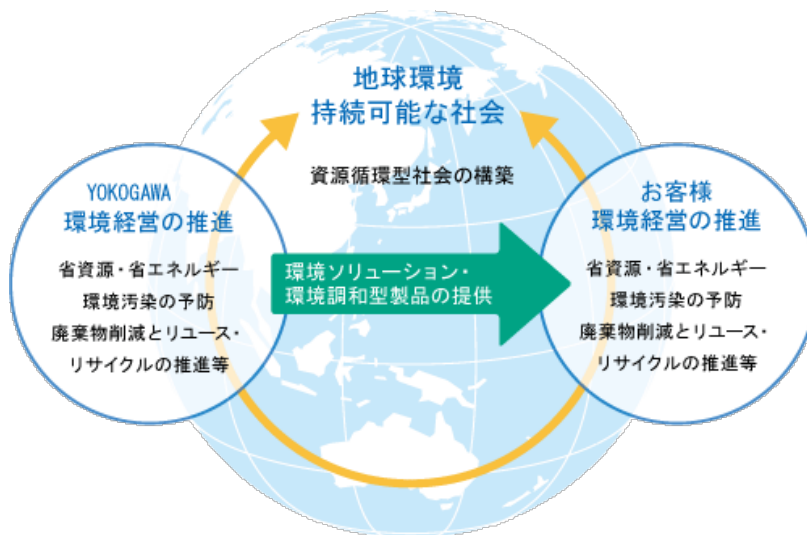 地球環境
持続可能な社会
資源循環型社会の構築
YOKOGAWA
環境経営の推進
省資源・省エネルギー
環境汚染の予防
廃棄物削減とリユース・
リサイクルの推進等
環境ソリューション・
環境調和型製品の提供
お客様
環境経営の推進
省資源・省エネルギー
環境汚染の予防
廃棄物削減とリユース・
リサイクルの推進等